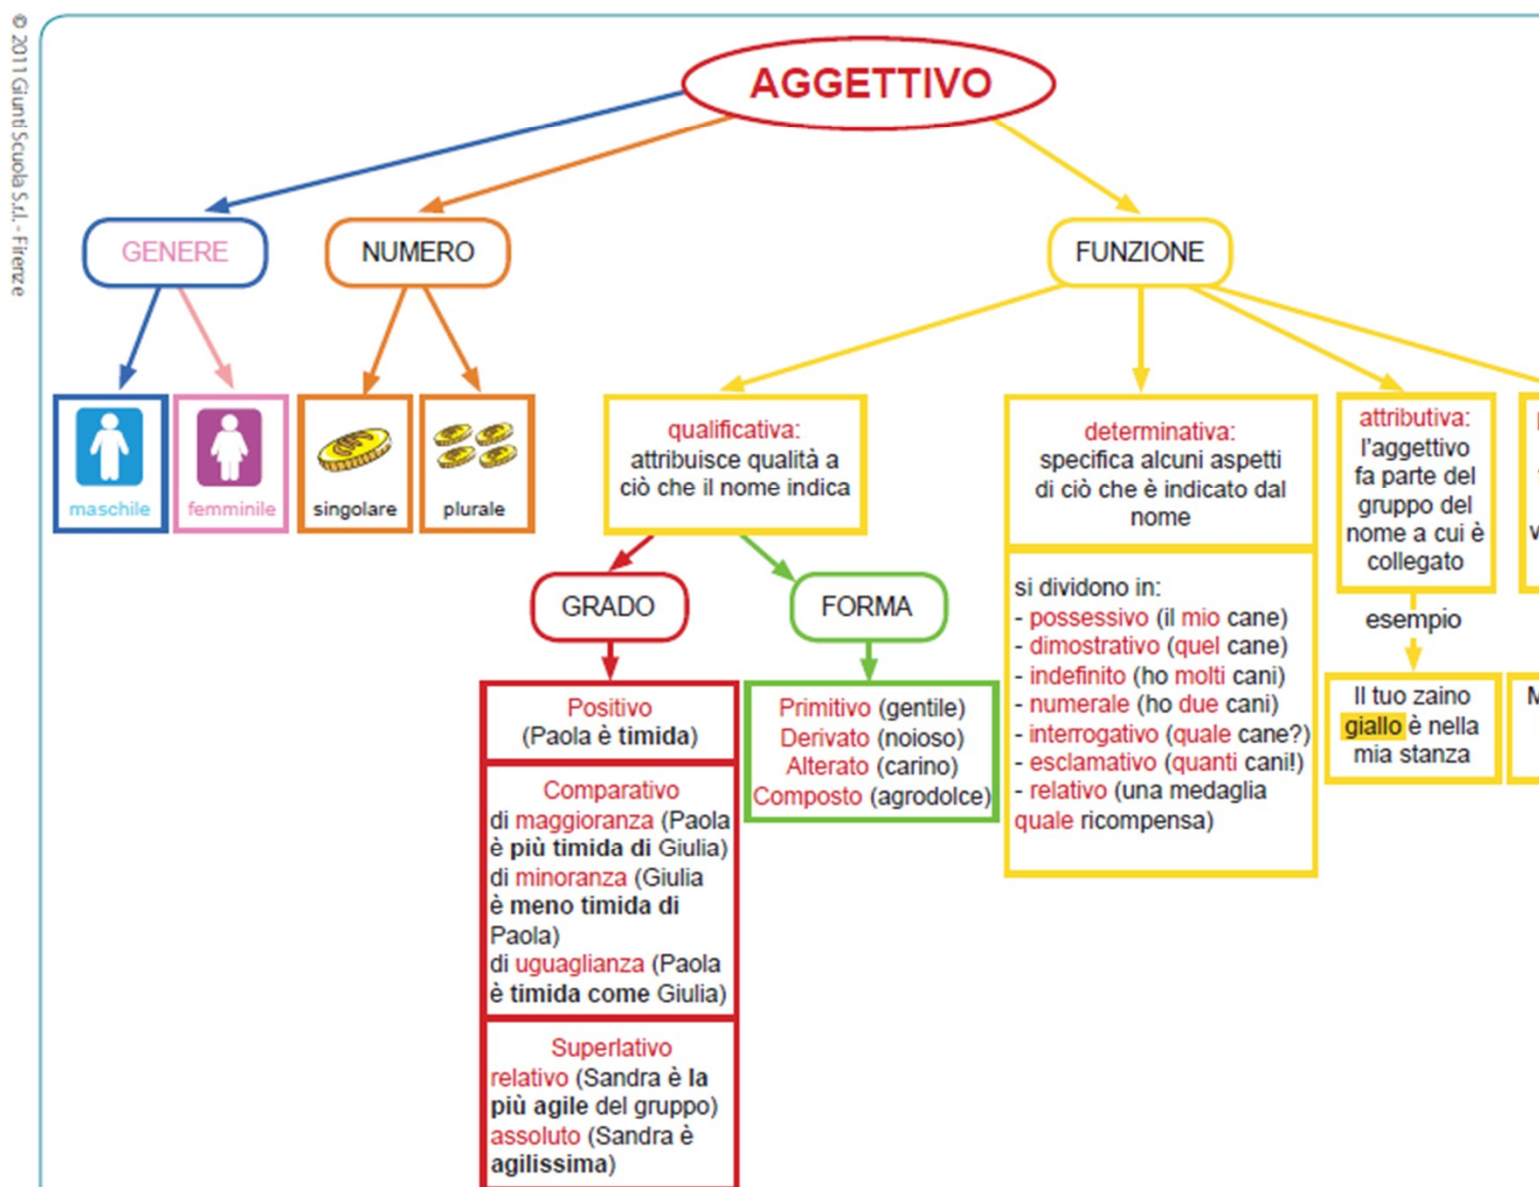 © 2011 Giunti Scuola S.r.l. - Firenze
AGGETTIVO
GENERE
NUMERO
FUNZIONE
maschile
femminile
singolare
plurale
qualificativa:
attribuisce qualità a
ciò che il nome indica
determinativa:
specifica alcuni aspetti
di ciò che è indicato dal
nome
attributiva:
l'aggettivo
fa parte del
gruppo del
nome a cui è
collegato
GRADO
FORMA
Positivo
(Paola è timida)
Comparativo
di maggioranza (Paola
è più timida di Giulia)
di minoranza (Giulia
è meno timida di
Paola)
di uguaglianza (Paola
è timida come Giulia)
Superlativo
relativo (Sandra è la
più agile del gruppo)
assoluto (Sandra è
agilissima)
Primitivo (gentile)
Derivato (noioso)
Alterato (carino)
Composto (agrodolce)
si dividono in:
- possessivo (il mio cane)
- dimostrativo (quel cane)
- indefinito (ho molti cani)
- numerale (ho due cani)
- interrogativo (quale cane?)
- esclamativo (quanti cani!)
- relativo (una medaglia
quale ricompensa)
esempio
Il tuo zaino
giallo è nella
mia stanza